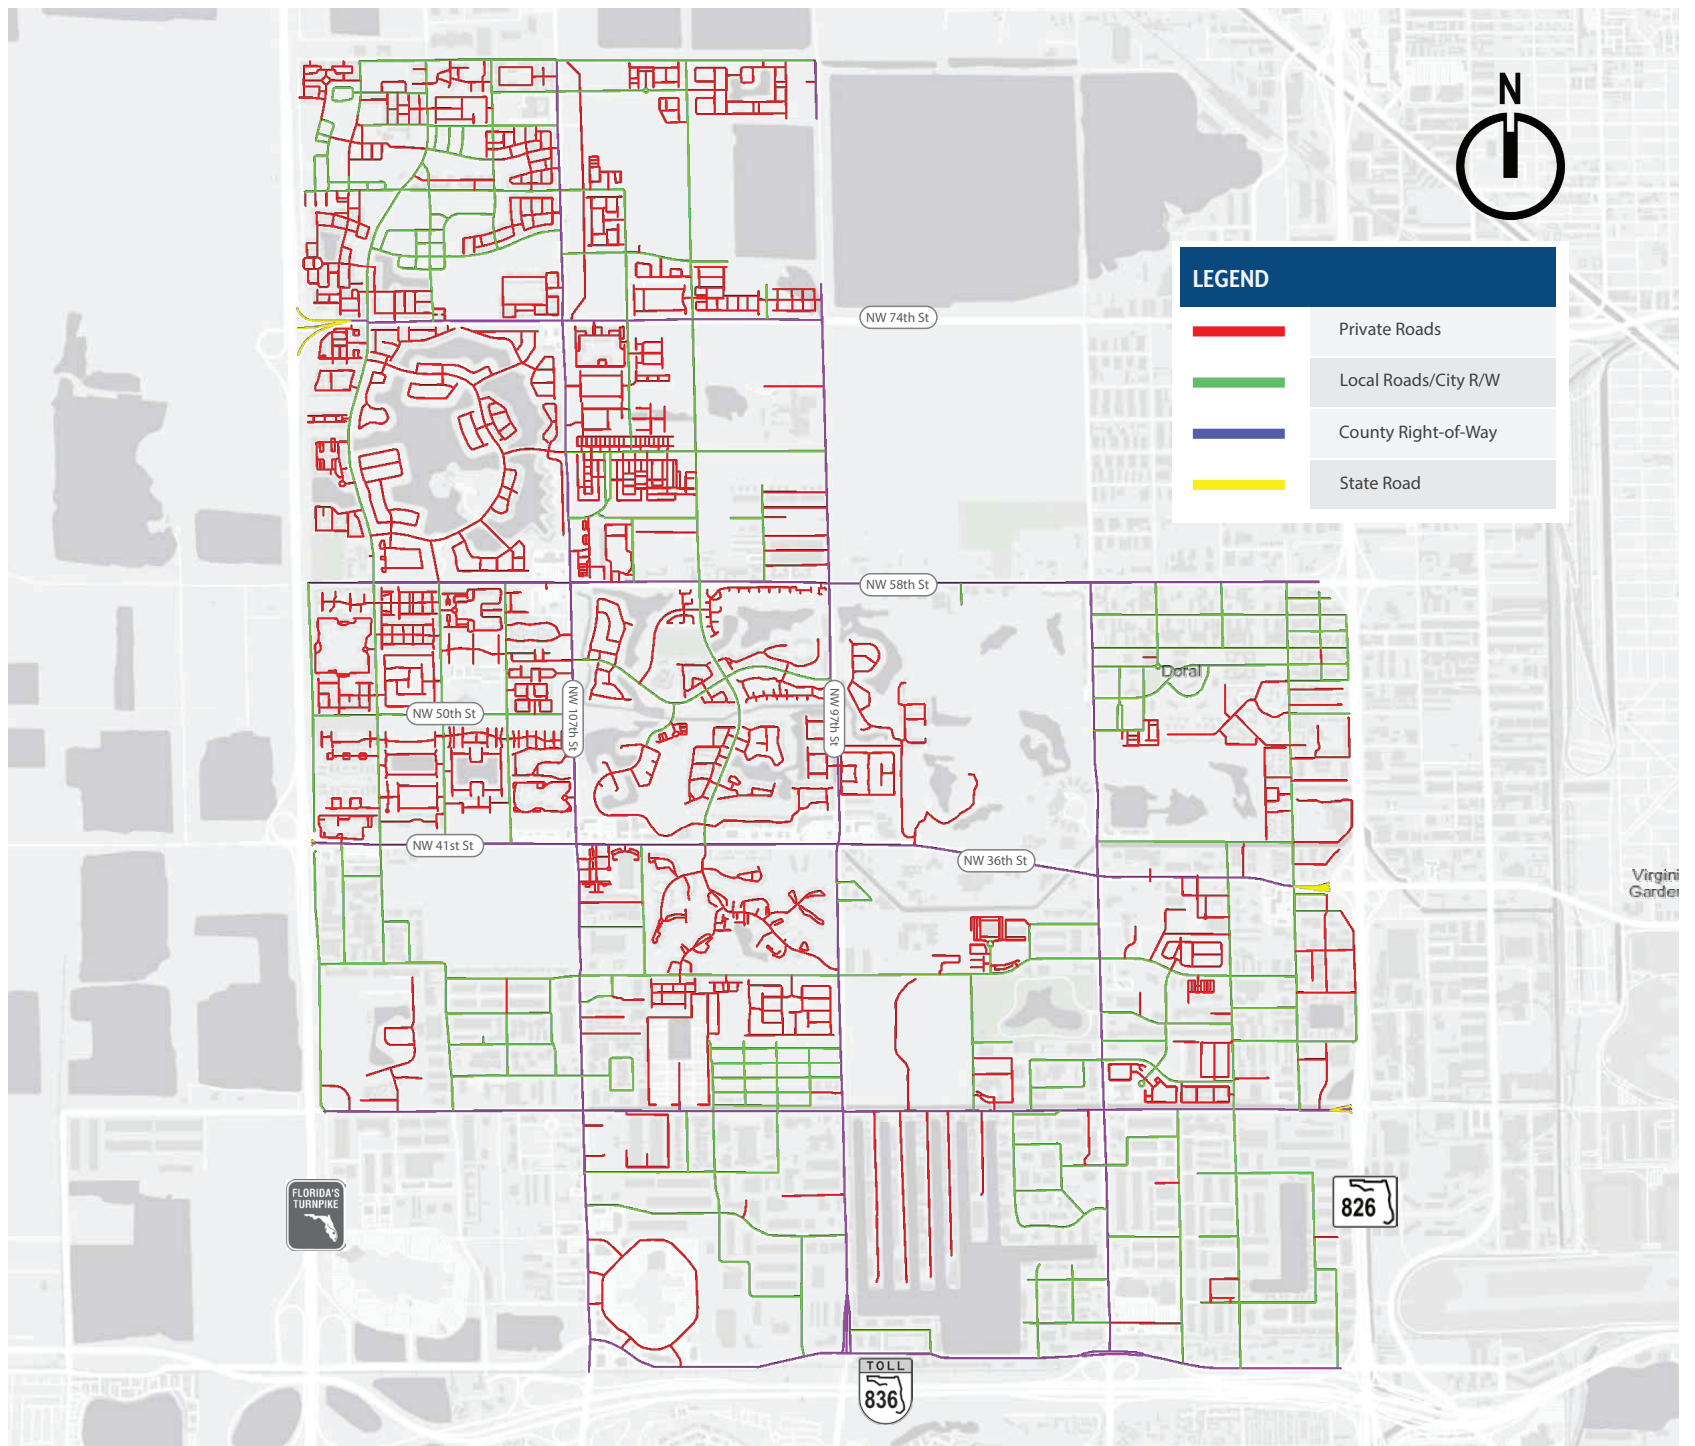 N
LEGEND
Private Roads
Local Roads/City R/W
County Right-of-Way
State Road
NW 74th St
NW 58th St
Doral
NW 50th St
NW 107th St
NW 97th St
NW 41st St
NW 36th St
Virgini
Garden
FLORIDA'S
TURNPIKE
826
TOLL
836